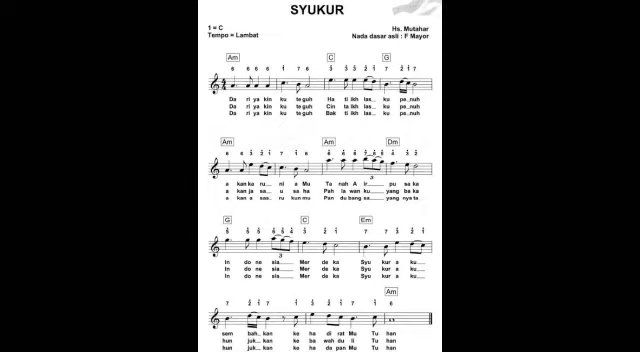 SYUKUR
1 = C
Tempo = Lambat
Hs. Mutahar
Nada dasar asli : F Mayor
Am C G
Da ri ya kin ku te guh Ha ti ikh las ku pe nuh
Da ri ya kin ku te guh Cin ta ikh las ku pe nuh
Da ri ya kin ku te guh Bak ti ikh las ku pe nuh
Am Am Dm
a kan ka ru ni a Mu Ta nah A ir pu sa ka
a kan ja sa u sa ha Pah la wan ku yang ba ka
a kan a sas ru kun mu Pan du bang sa yang nya ta
G C Em
In do ne sia Mer de ka Syu kur a ku
In do ne sia Mer de ka Syu kur a ku
In do ne sia Mer de ka Syu kur a ku
Am
sem bah kan ke ha di rat Mu Tu han
hun juk kan ke ba wah du li Tu han
hun juk kan ke ha da pan Mu Tu han